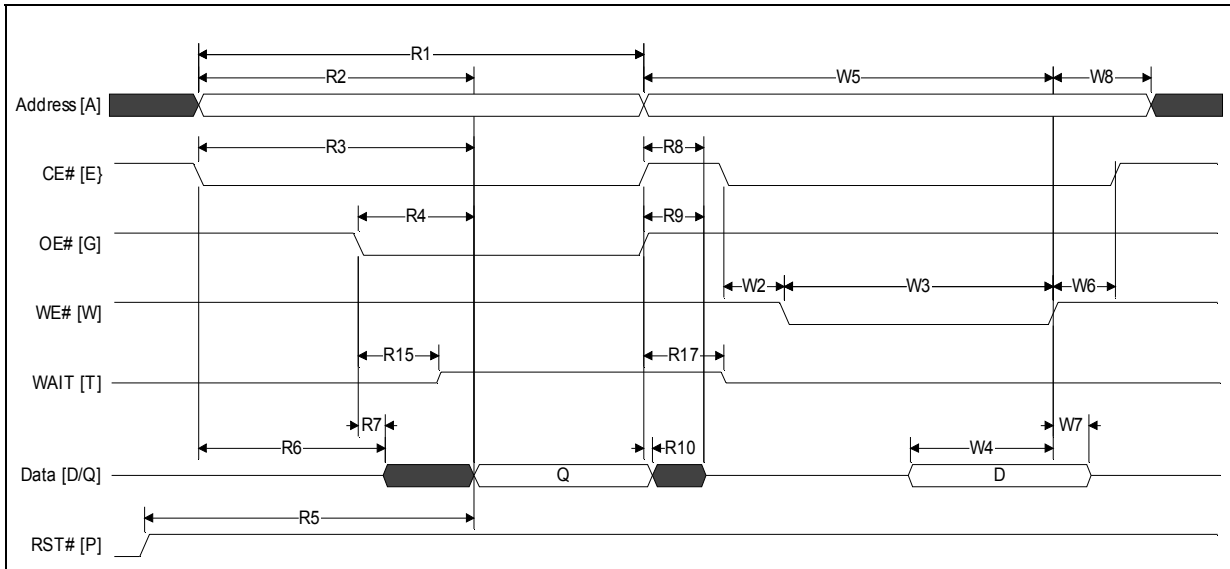 R1
R2
W5
W8
Address [A]
R3
R8
CE# [E}
R4
R9
OE# [G]
W2
W3
W6
WE# [W]
R15
R17
WAIT [T]
R7
W7
R6
R10
W4
Data [D/Q]
Q
D
R5
RST# [P]